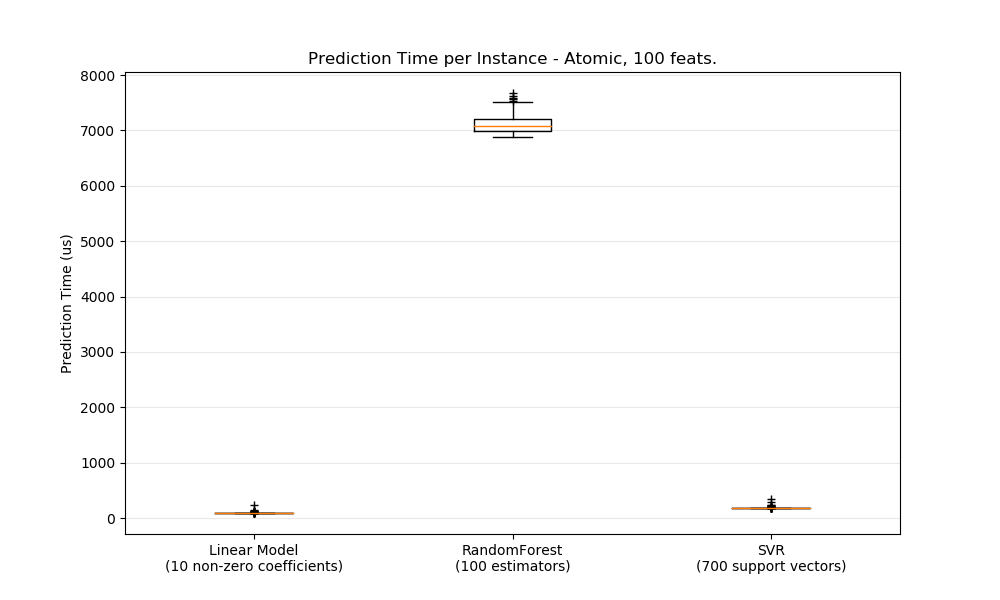 Prediction Time per Instance - Atomic, 100 feats.
Prediction Time (us)
8000
7000
6000
5000
4000
3000
2000
1000
0
Linear Model
(10 non-zero coefficients)
RandomForest
(100 estimators)
SVR
(700 support vectors)